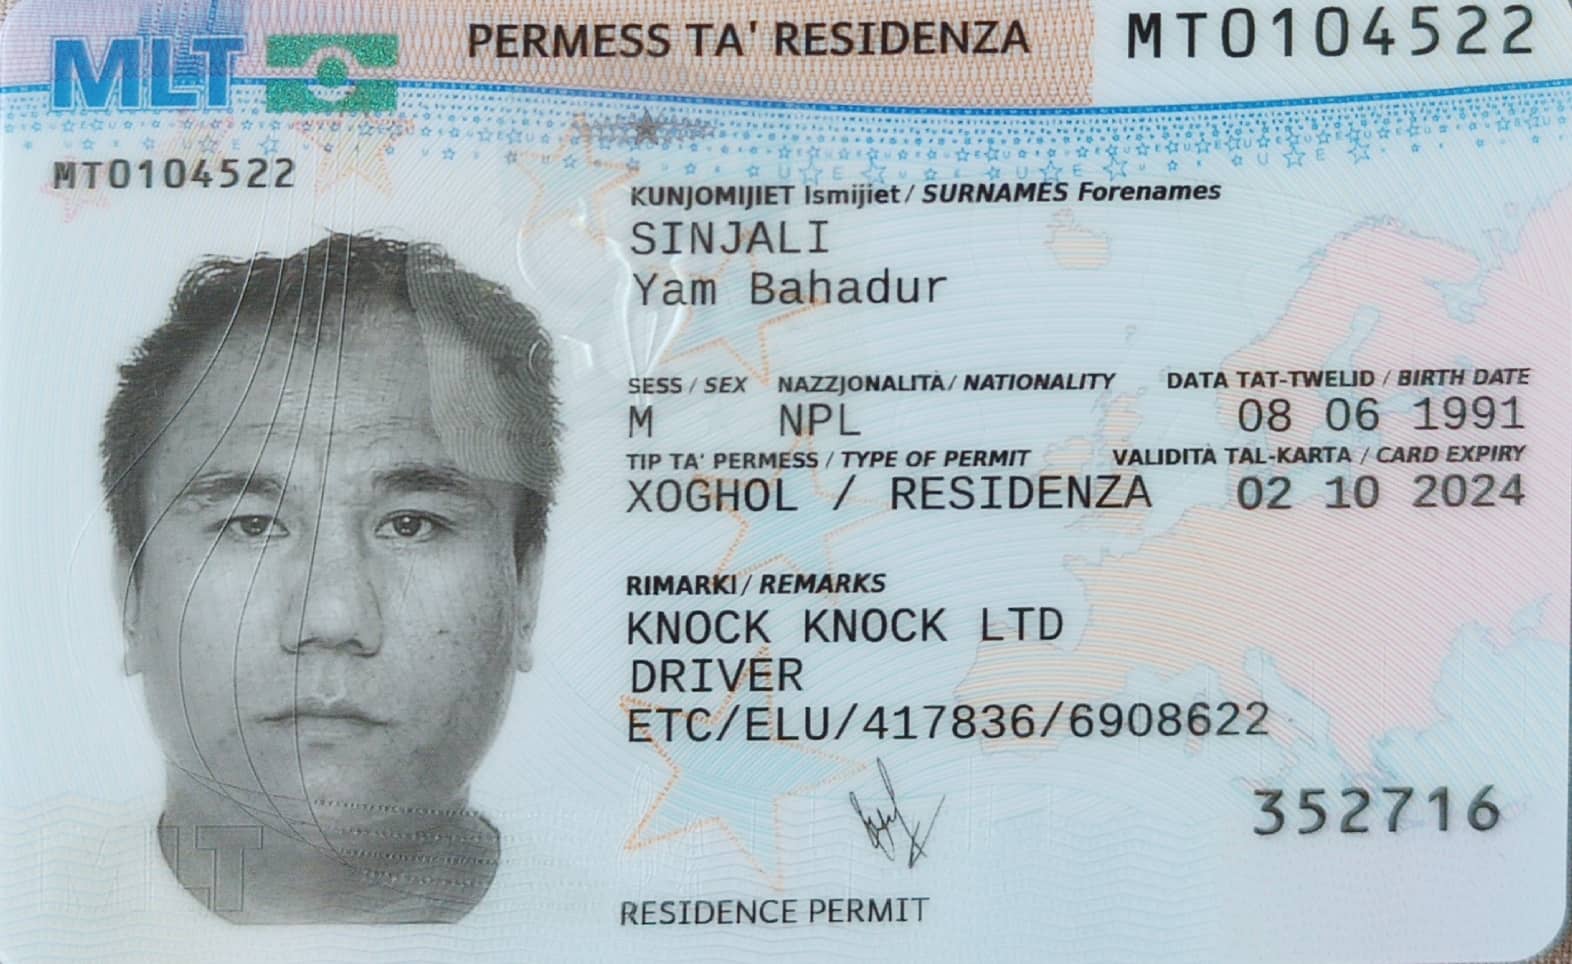 MLT
PERMESS TA' RESIDENZA
MT0104522
MT0104522
KUNJOMIJIET Ismijiet / SURNAMES Forenames
SINJALI
Yam Bahadur
SESS / SEX NAZZJONALITÀ / NATIONALITY DATA TAT-TWELID / BIRTH DATE
M NPL 08 06 1991
TIP TA' PERMESS / TYPE OF PERMIT VALIDITÀ TAL-KARTA / CARD EXPIRY
XOGHOL / RESIDENZA 02 10 2024
RIMARKI / REMARKS
KNOCK KNOCK LTD
DRIVER
ETC/ELU/417836/6908622
352716
MLT
RESIDENCE PERMIT